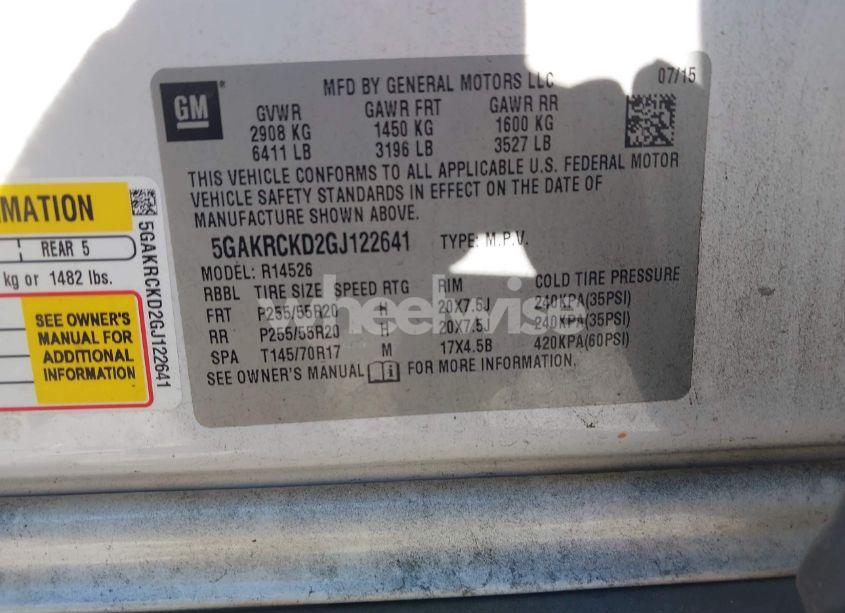 GM
MFD BY GENERAL MOTORS LLC 07/15
GVWR GAWR FRT GAWR RR
2908 KG 1450 KG 1600 KG
6411 LB 3196 LB 3527 LB
THIS VEHICLE CONFORMS TO ALL APPLICABLE U.S. FEDERAL MOTOR
VEHICLE SAFETY STANDARDS IN EFFECT ON THE DATE OF
MANUFACTURE SHOWN ABOVE.
5GAKRCKD2GJ122641 TYPE: M.P.V.
MODEL: R14526
RBBL TIRE SIZE SPEED RTG RIM COLD TIRE PRESSURE
FRT P255/55R20 H 20X7.5J 240KPA(35PSI)
RR P255/55R20 H 20X7.5J 240KPA(35PSI)
SPA T145/70R17 M 17X4.5B 420KPA(60PSI)
SEE OWNER'S MANUAL FOR MORE INFORMATION.
wheelwise
RMATION
REAR 5
kg or 1482 lbs.
SEE OWNER'S
MANUAL FOR
ADDITIONAL
INFORMATION
5GAKRCKD2GJ122641